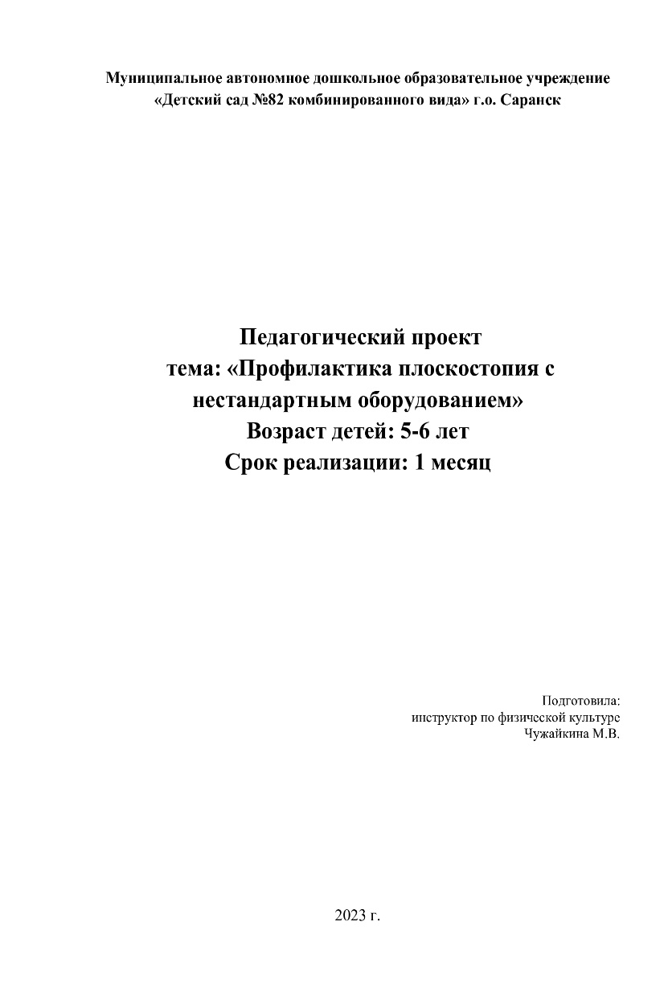 Муниципальное автономное дошкольное образовательное учреждение
«Детский сад №82 комбинированного вида» г.о. Саранск
Педагогический проект
тема: «Профилактика плоскостопия с
нестандартным оборудованием»
Возраст детей: 5-6 лет
Срок реализации: 1 месяц
Подготовила:
инструктор по физической культуре
Чужайкина М.В.
2023 г.